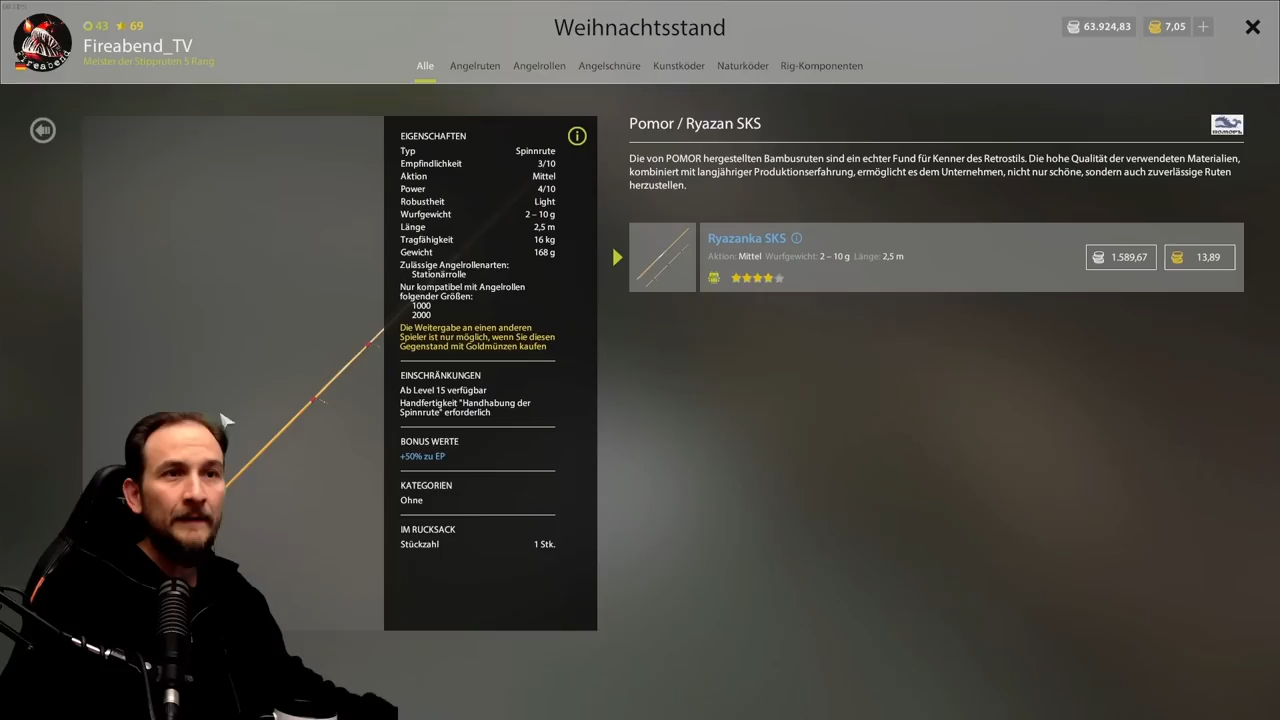 43 69
Fireabend_TV
Meister der Stippruten 5 Rang
Weihnachtsstand
63.924,83 7,05
Alle Angelruten Angelrollen Angelschnüre Kunstköder Naturköder Rig-Komponenten
EIGENSCHAFTEN
Typ Spinnrute
Empfindlichkeit 3/10
Aktion Mittel
Power 4/10
Robustheit Light
Wurfgewicht 2 – 10 g
Länge 2,5 m
Tragfähigkeit 16 kg
Gewicht 168 g
Zulässige Angelrollenarten:
Stationärrolle
Nur kompatibel mit Angelrollen
folgender Größen:
1000
2000
Die Weitergabe an einen anderen
Spieler ist nur möglich, wenn Sie diesen
Gegenstand mit Goldmünzen kaufen
EINSCHRÄNKUNGEN
Ab Level 15 verfügbar
Handfertigkeit "Handhabung der
Spinnrute" erforderlich
BONUS WERTE
+50% zu EP
KATEGORIEN
Ohne
IM RUCKSACK
Stückzahl 1 Stk.
Pomor / Ryazan SKS
Die von POMOR hergestellten Bambusruten sind ein echter Fund für Kenner des Retrostils. Die hohe Qualität der verwendeten Materialien,
kombiniert mit langjähriger Produktionserfahrung, ermöglicht es dem Unternehmen, nicht nur schöne, sondern auch zuverlässige Ruten
herzustellen.
Ryazanka SKS
Aktion: Mittel Wurfgewicht: 2 – 10 g Länge: 2,5 m
1.589,67 13,89